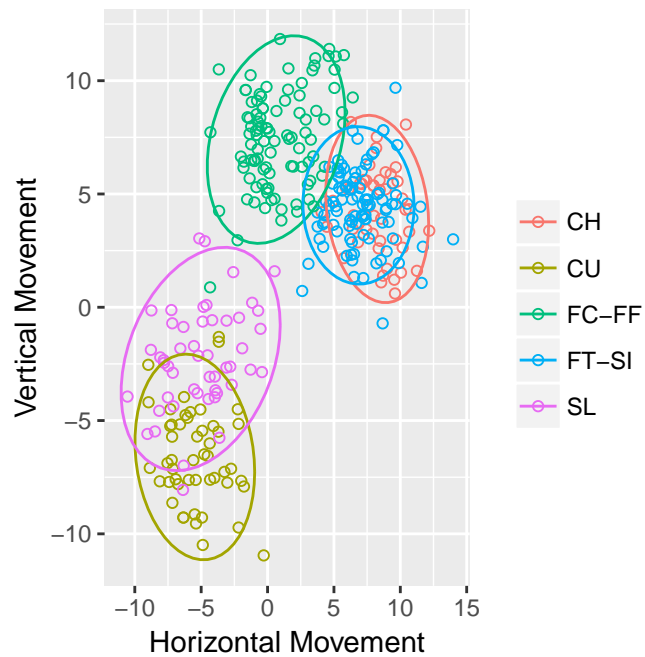 10
5
0
−5
−10
Vertical Movement
−10 −5 0 5 10 15
Horizontal Movement
CH
CU
FC−FF
FT−SI
SL